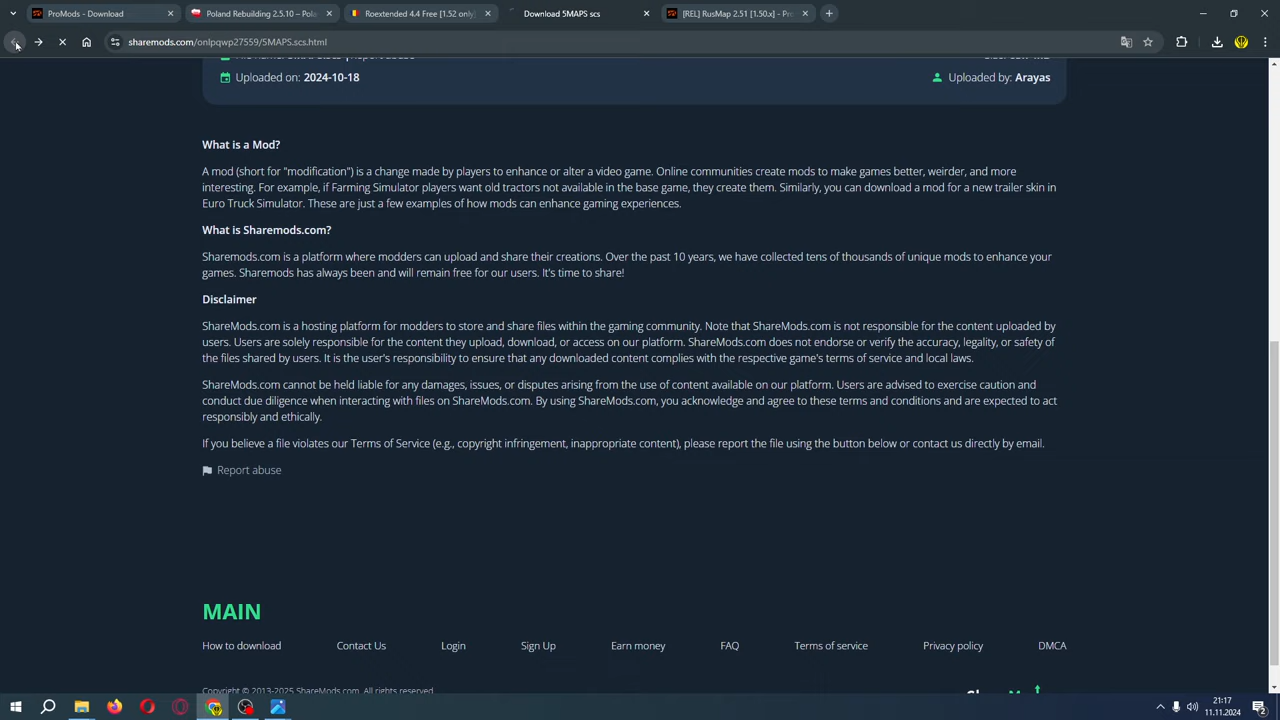 ProMods - Download
Poland Rebuilding 2.5.10 – Pola
Roextended 4.4 Free [1.52 only]
Download 5MAPS scs
[REL] RusMap 2.51 [1.50.x] - Pr
sharemods.com/onlpqwp27559/5MAPS.scs.html
Uploaded on: 2024-10-18
Uploaded by: Arayas
What is a Mod?
A mod (short for "modification") is a change made by players to enhance or alter a video game. Online communities create mods to make games better, weirder, and more
interesting. For example, if Farming Simulator players want old tractors not available in the base game, they create them. Similarly, you can download a mod for a new trailer skin in
Euro Truck Simulator. These are just a few examples of how mods can enhance gaming experiences.
What is Sharemods.com?
Sharemods.com is a platform where modders can upload and share their creations. Over the past 10 years, we have collected tens of thousands of unique mods to enhance your
games. Sharemods has always been and will remain free for our users. It's time to share!
Disclaimer
ShareMods.com is a hosting platform for modders to store and share files within the gaming community. Note that ShareMods.com is not responsible for the content uploaded by
users. Users are solely responsible for the content they upload, download, or access on our platform. ShareMods.com does not endorse or verify the accuracy, legality, or safety of
the files shared by users. It is the user's responsibility to ensure that any downloaded content complies with the respective game's terms of service and local laws.
ShareMods.com cannot be held liable for any damages, issues, or disputes arising from the use of content available on our platform. Users are advised to exercise caution and
conduct due diligence when interacting with files on ShareMods.com. By using ShareMods.com, you acknowledge and agree to these terms and conditions and are expected to act
responsibly and ethically.
If you believe a file violates our Terms of Service (e.g., copyright infringement, inappropriate content), please report the file using the button below or contact us directly by email.
Report abuse
MAIN
How to download
Contact Us
Login
Sign Up
Earn money
FAQ
Terms of service
Privacy policy
DMCA
Copyright © 2013-2025 ShareMods.com. All rights reserved
21:17
11.11.2024
2